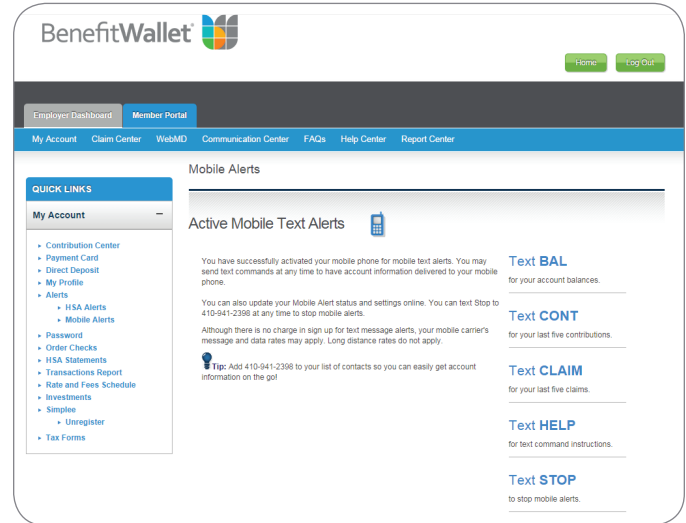 BenefitWallet
Home
Log Out
Employer Dashboard
Member Portal
My Account
Claim Center
WebMD
Communication Center
FAQs
Help Center
Report Center
Mobile Alerts
QUICK LINKS
My Account
Contribution Center
Payment Card
Direct Deposit
My Profile
Alerts
HSA Alerts
Mobile Alerts
Password
Order Checks
HSA Statements
Transactions Report
Rate and Fees Schedule
Investments
Simplee
Unregister
Tax Forms
Active Mobile Text Alerts
You have successfully activated your mobile phone for mobile text alerts. You may
send text commands at any time to have account information delivered to your mobile
phone.
You can also update your Mobile Alert status and settings online. You can text Stop to
410-941-2398 at any time to stop mobile alerts.
Although there is no charge in sign up for text message alerts, your mobile carrier's
message and data rates may apply. Long distance rates do not apply.
Tip: Add 410-941-2398 to your list of contacts so you can easily get account
information on the go!
Text BAL
for your account balances.
Text CONT
for your last five contributions.
Text CLAIM
for your last five claims.
Text HELP
for text command instructions.
Text STOP
to stop mobile alerts.